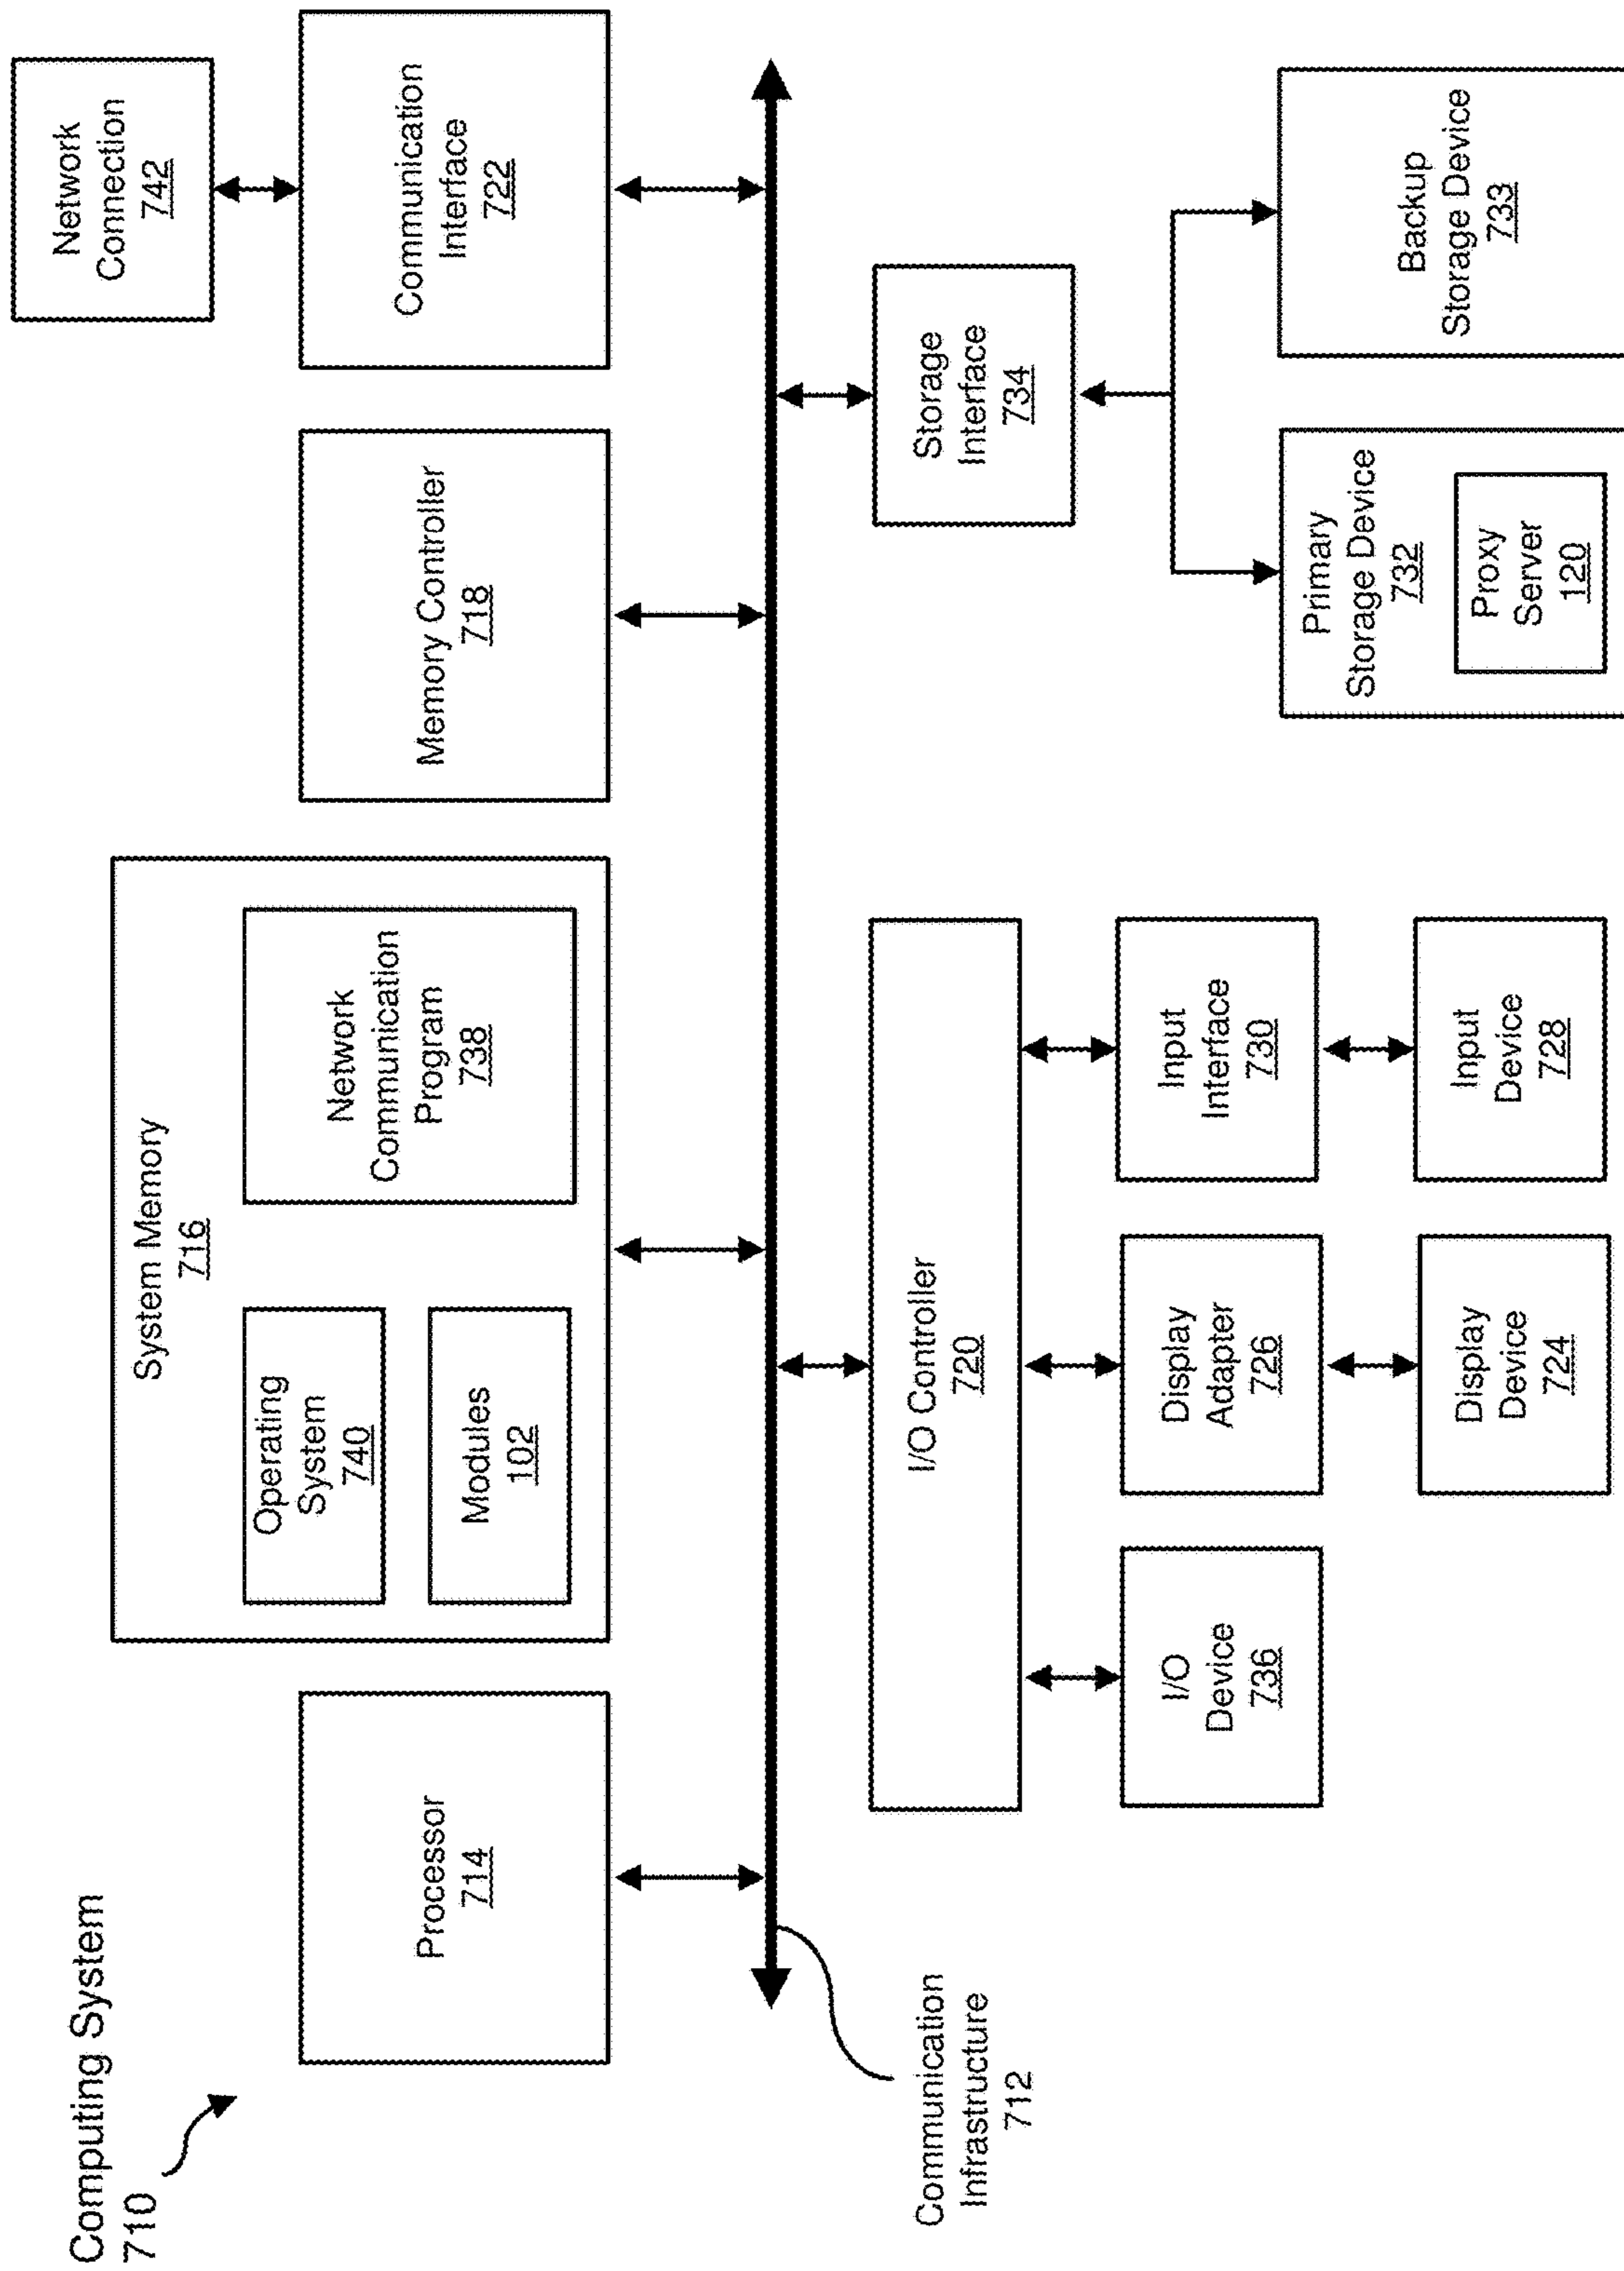 Computing System
710
Processor
714
System Memory
716
Operating
System
740
Modules
102
Network
Communication
Program
738
Memory Controller
718
Communication
Interface
722
Network
Connection
742
Communication
Infrastructure
712
I/O Controller
720
I/O
Device
736
Display
Adapter
726
Display
Device
724
Input
Interface
730
Input
Device
728
Storage
Interface
734
Primary
Storage Device
732
Proxy
Server
120
Backup
Storage Device
733